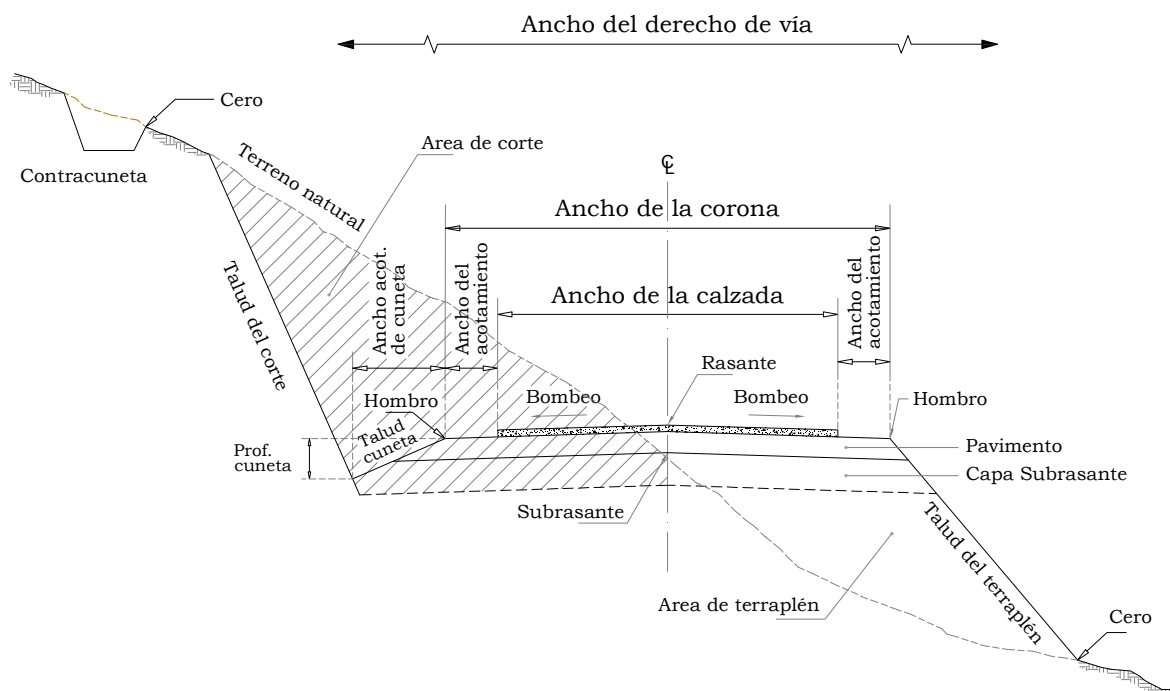 Ancho del derecho de vía
Cero
Contracuneta
Area de corte
Terreno natural
℄
Ancho de la corona
Talud del corte
Ancho acot.
de cuneta
Ancho del
acotamiento
Ancho de la calzada
Ancho del
acotamiento
Rasante
Hombro
Bombeo
Bombeo
Hombro
Talud
cuneta
Prof.
cuneta
Pavimento
Capa Subrasante
Subrasante
Talud del terraplén
Area de terraplén
Cero